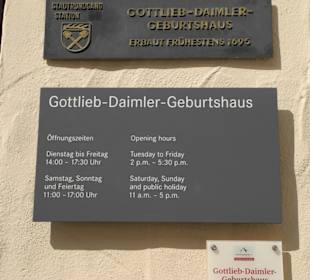 STADTRUNDGANG
STATION
GOTTLIEB-DAIMLER-
GEBURTSHAUS
ERBAUT FRÜHESTENS 1695
Gottlieb-Daimler-Geburtshaus
Öffnungszeiten
Opening hours
Dienstag bis Freitag
14:00 – 17:30 Uhr
Tuesday to Friday
2 p.m. – 5:30 p.m.
Samstag, Sonntag
und Feiertag
11:00 – 17:00 Uhr
Saturday, Sunday
and public holiday
11 a.m. – 5 p.m.
Gottlieb-Daimler-
Geburtshaus